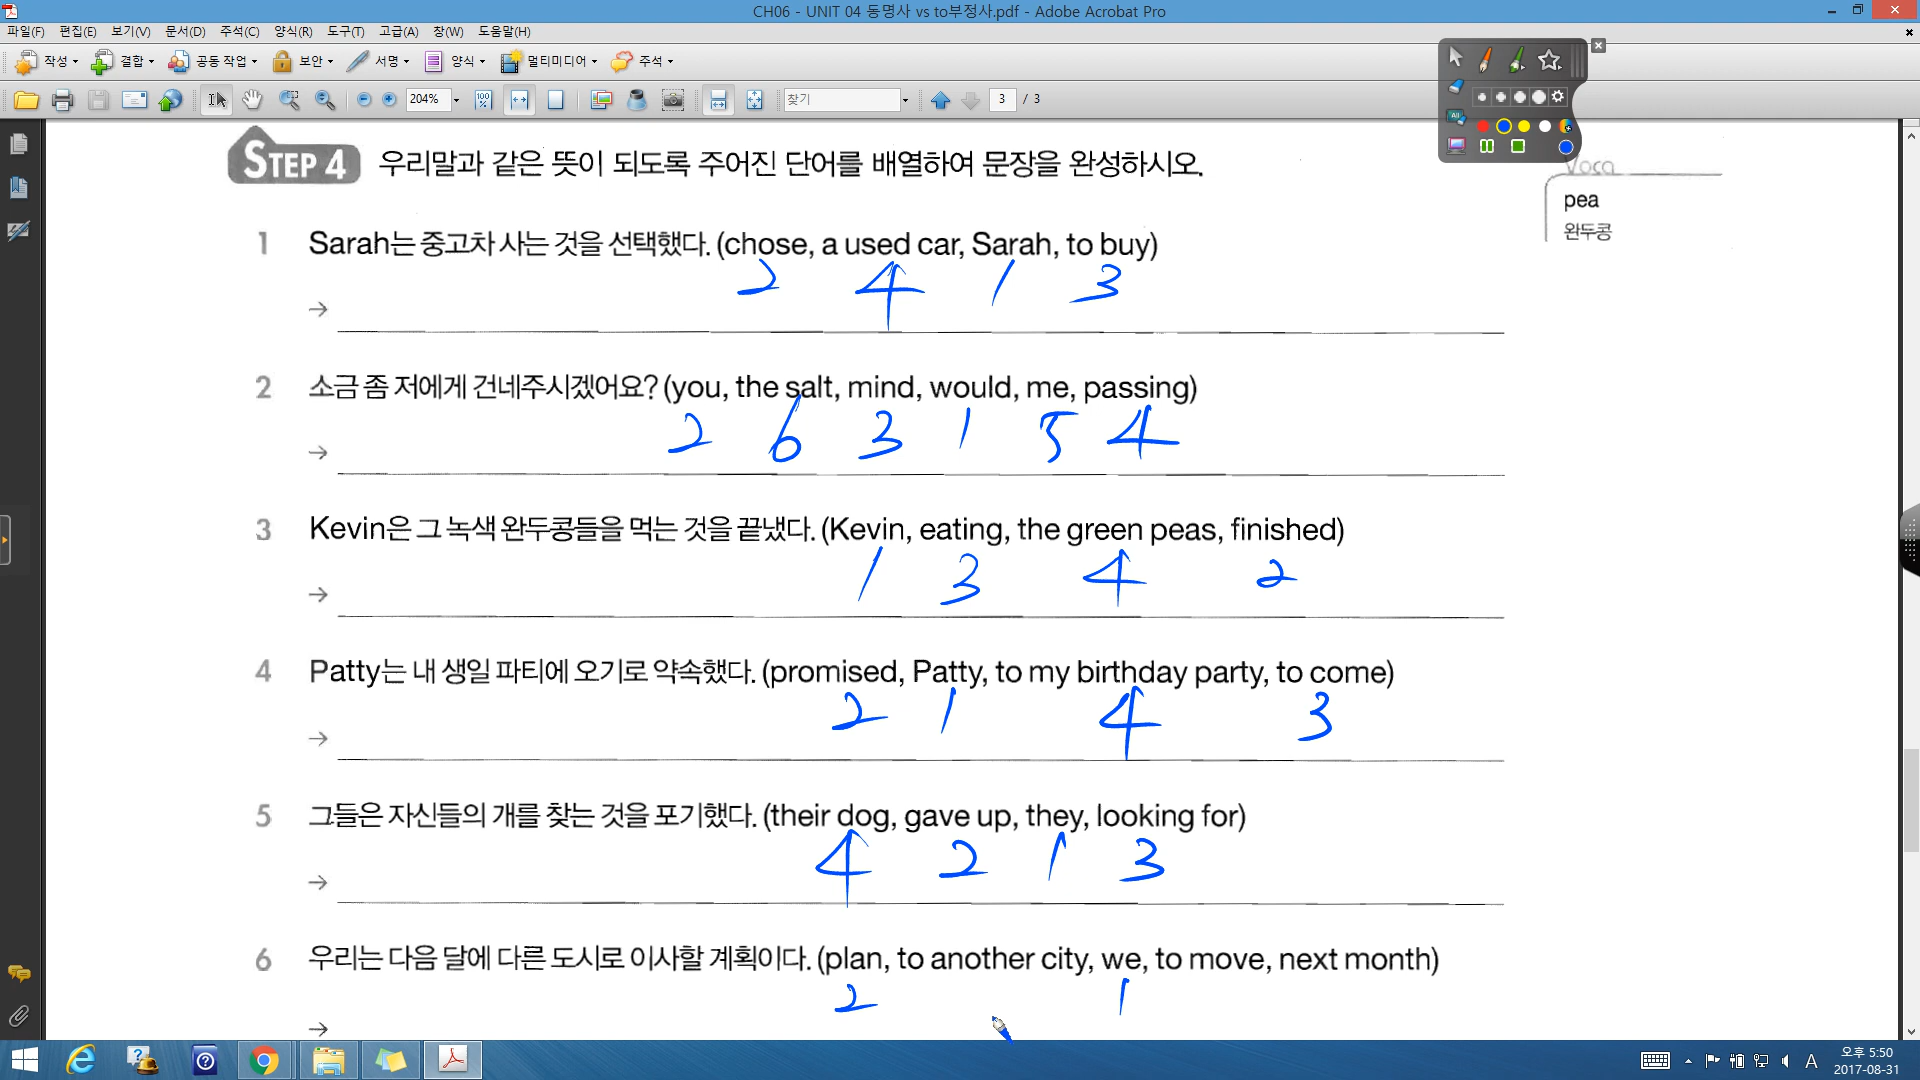 CH06 - UNIT 04 동명사 vs to부정사.pdf - Adobe Acrobat Pro
파일(F) 편집(E) 보기(V) 문서(D) 주석(C) 양식(R) 도구(T) 고급(A) 창(W) 도움말(H)
작성 결합 공동 작업 보안 서명 양식 멀티미디어 주석
204% 찾기 3 / 3
STEP 4 우리말과 같은 뜻이 되도록 주어진 단어를 배열하여 문장을 완성하시오.
Voca
pea
완두콩
1 Sarah는 중고차 사는 것을 선택했다. (chose, a used car, Sarah, to buy)
2 4 1 3
→
2 소금 좀 저에게 건네주시겠어요? (you, the salt, mind, would, me, passing)
2 6 3 1 5 4
→
3 Kevin은 그 녹색 완두콩들을 먹는 것을 끝냈다. (Kevin, eating, the green peas, finished)
1 3 4 2
→
4 Patty는 내 생일 파티에 오기로 약속했다. (promised, Patty, to my birthday party, to come)
2 1 4 3
→
5 그들은 자신들의 개를 찾는 것을 포기했다. (their dog, gave up, they, looking for)
4 2 1 3
→
6 우리는 다음 달에 다른 도시로 이사할 계획이다. (plan, to another city, we, to move, next month)
2 1
→
A 오후 5:50
2017-08-31